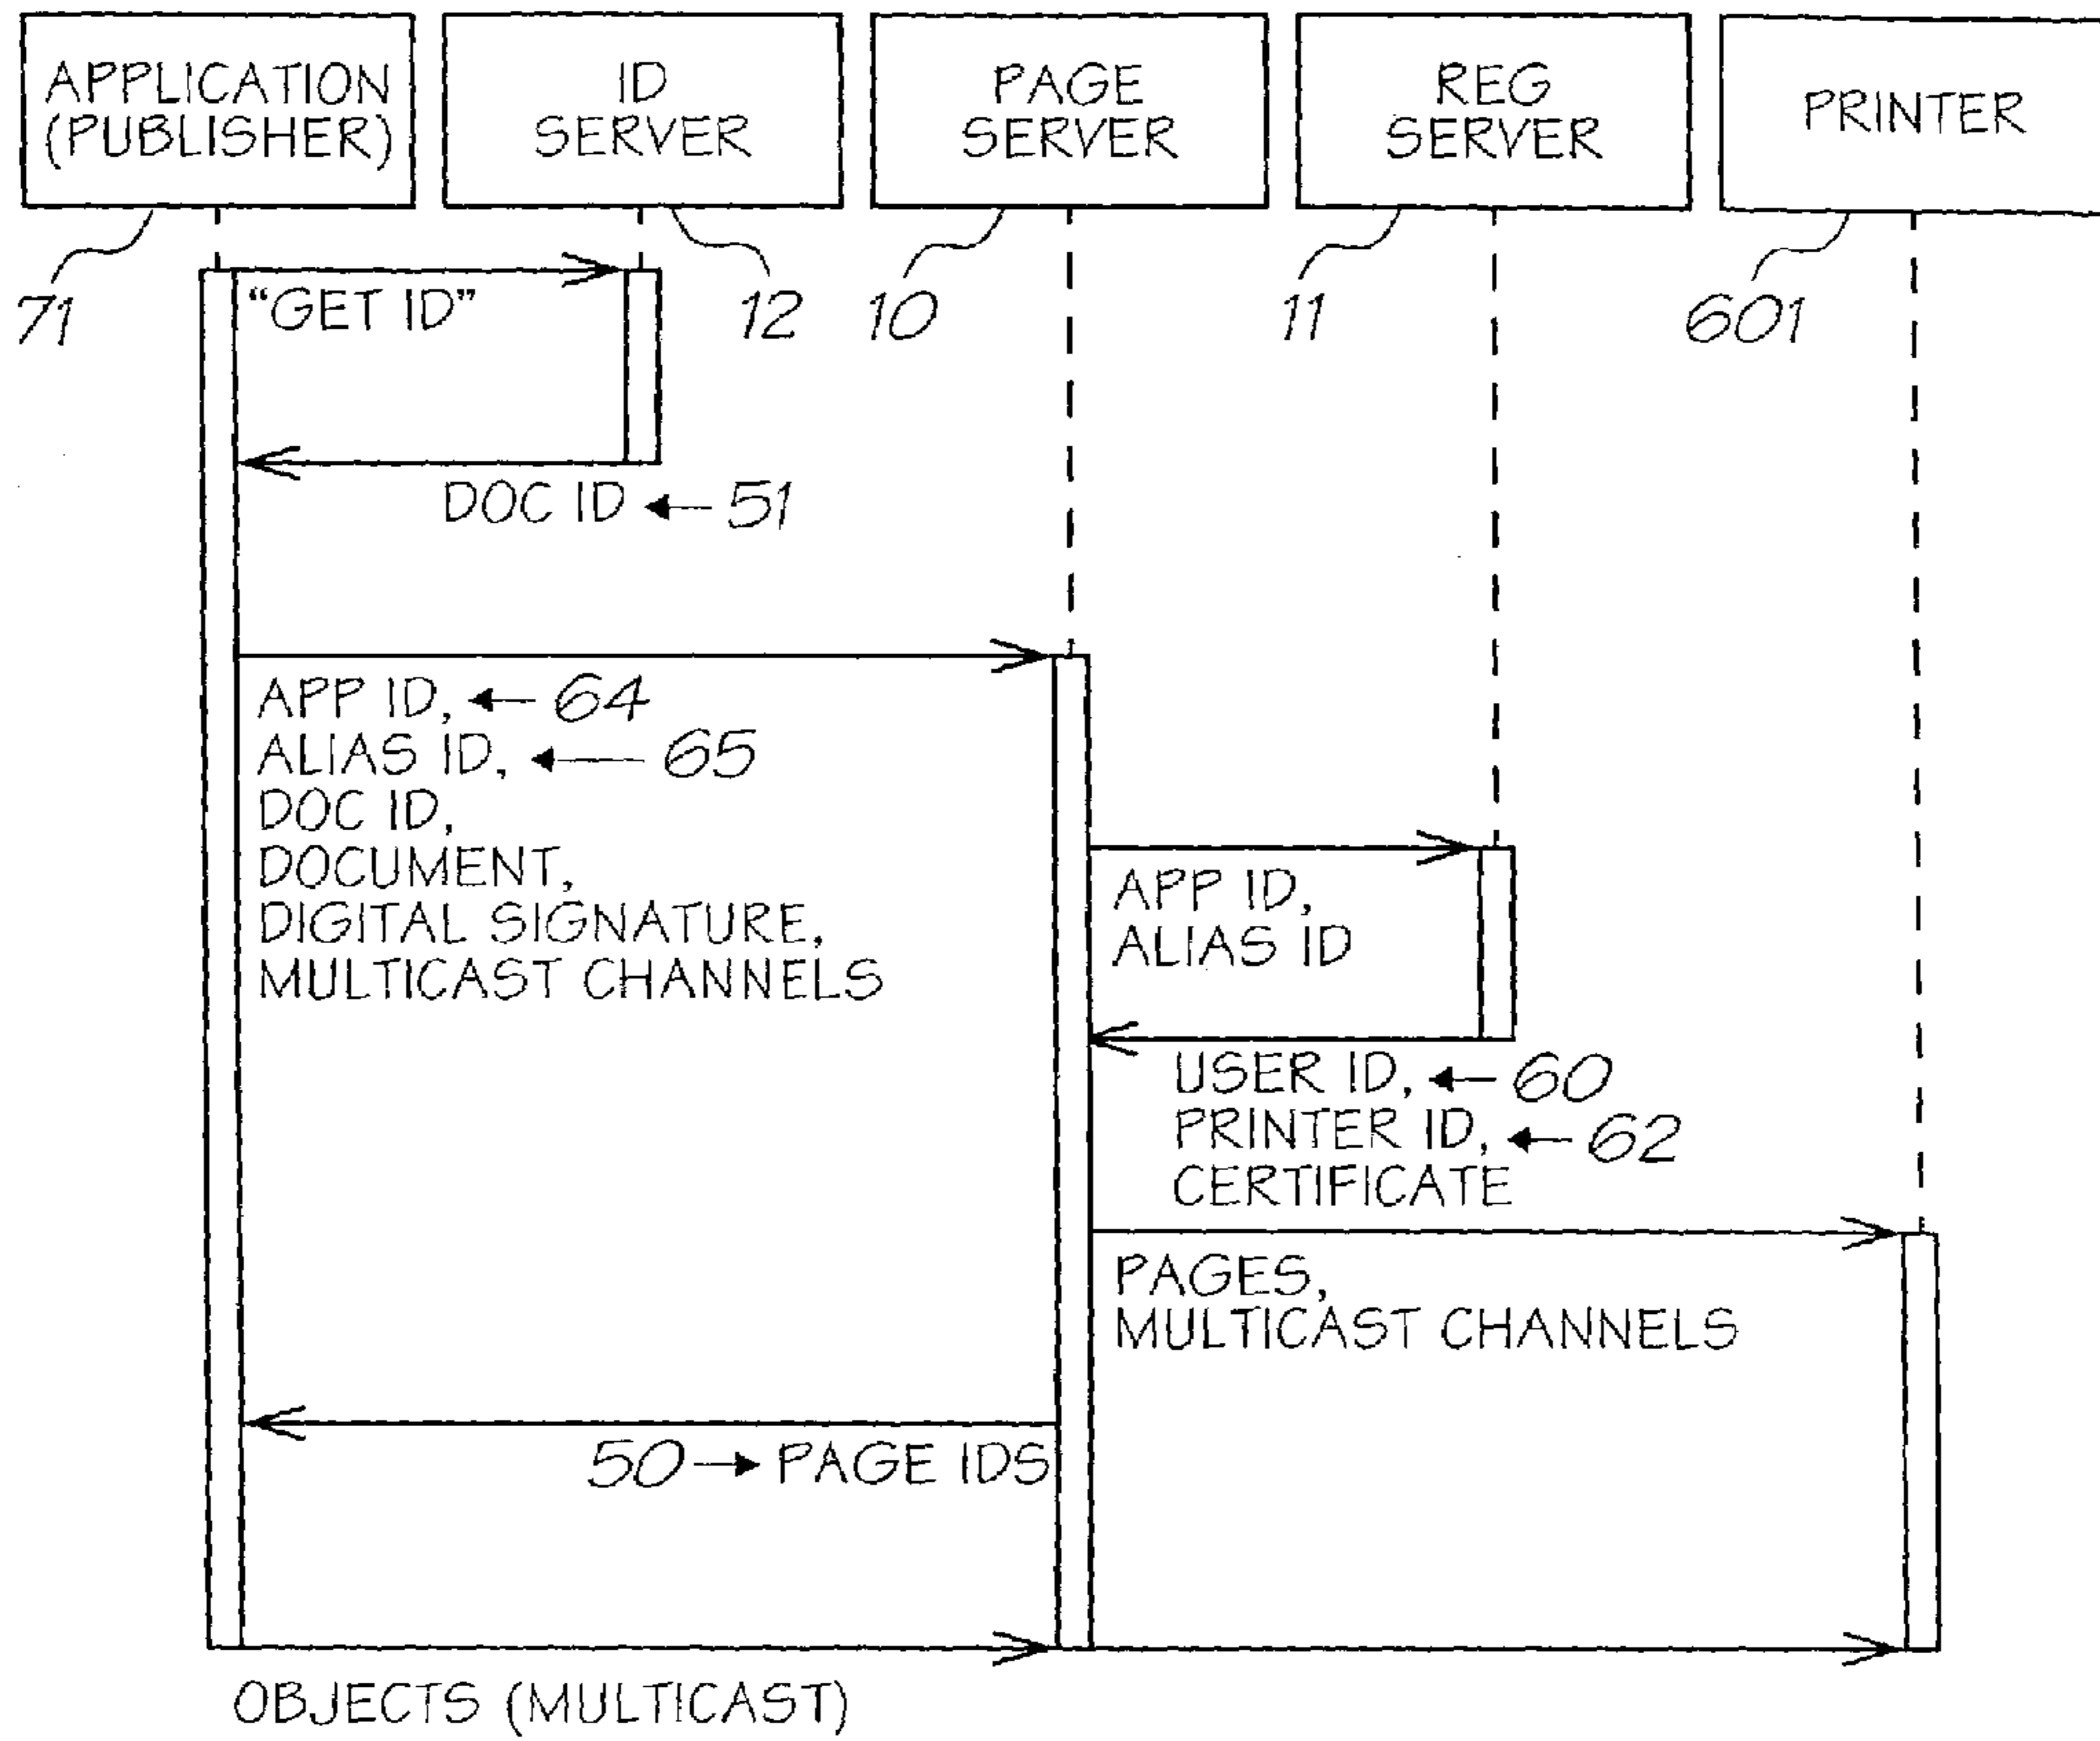 APPLICATION
(PUBLISHER)
ID
SERVER
PAGE
SERVER
REG
SERVER
PRINTER
71
12
10
11
601
“GET ID”
DOC ID ← 51
APP ID, ← 64
ALIAS ID, ← 65
DOC ID,
DOCUMENT,
DIGITAL SIGNATURE,
MULTICAST CHANNELS
APP ID,
ALIAS ID
USER ID, ← 60
PRINTER ID, ← 62
CERTIFICATE
PAGES,
MULTICAST CHANNELS
50 → PAGE IDS
OBJECTS (MULTICAST)